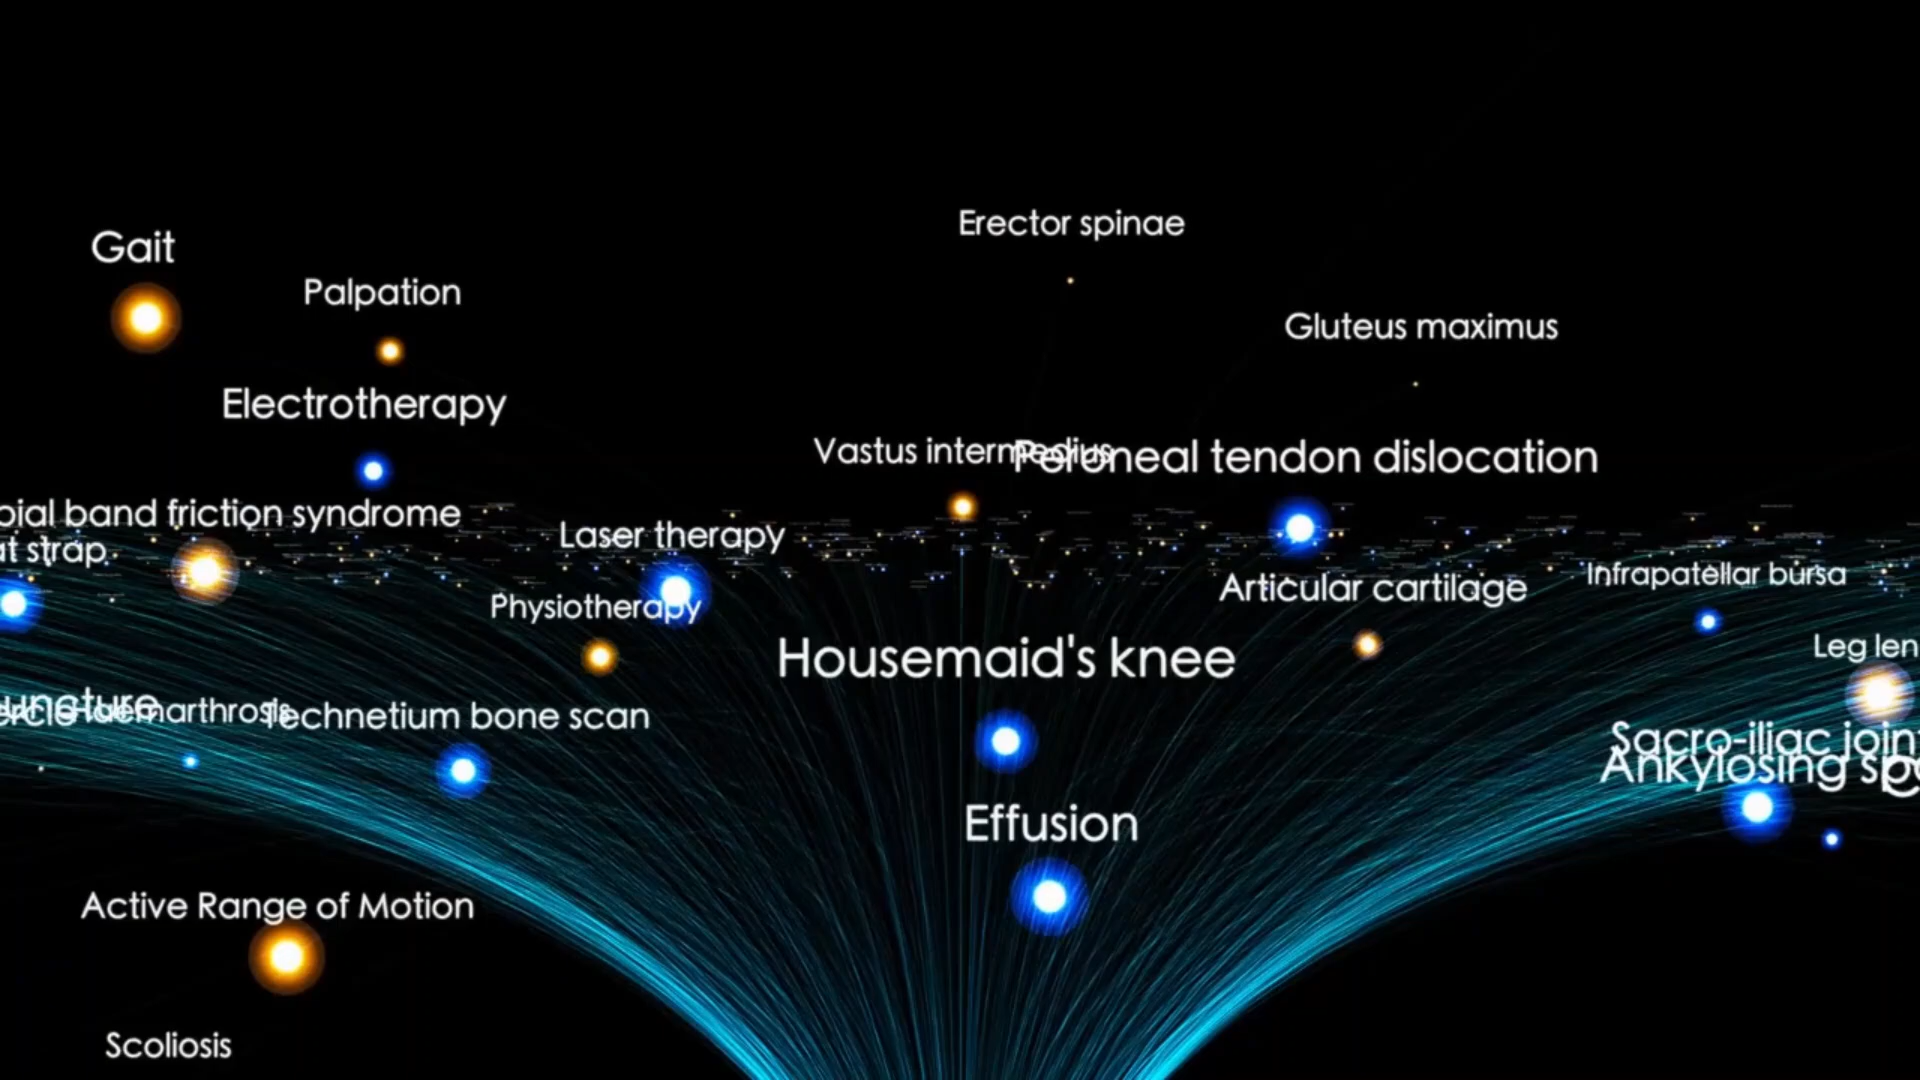 Erector spinae
Gait
Palpation
Gluteus maximus
Electrotherapy
Vastus intermedius
Peroneal tendon dislocation
band friction syndrome
Laser therapy
strap
Infrapatellar bursa
Articular cartilage
Physiotherapy
Leg
Housemaid's knee
Haemarthrosis
Technetium bone scan
Sacro-iliac joint
Ankylosing
Effusion
Active Range of Motion
Scoliosis